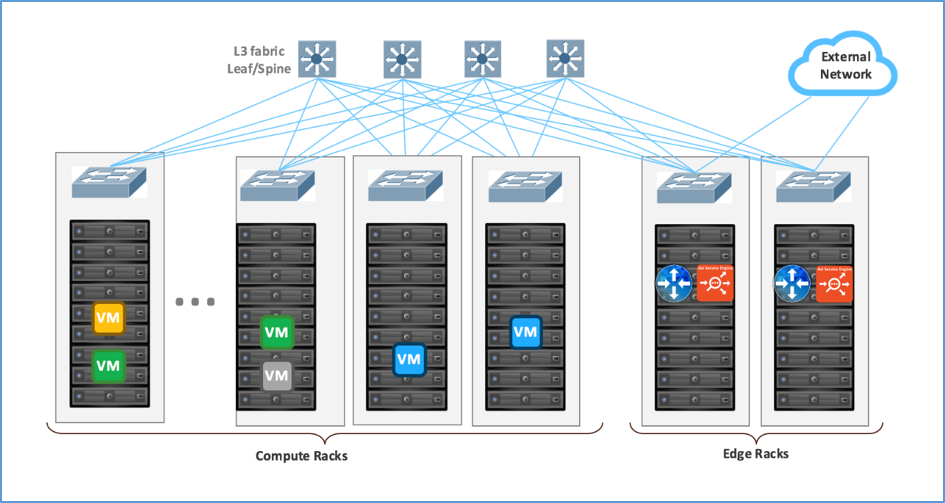 L3 fabric
Leaf/Spine
External
Network
VM
VM
VM
VM
VM
VM
Avi Service Engine
Avi Service Engine
Compute Racks
Edge Racks